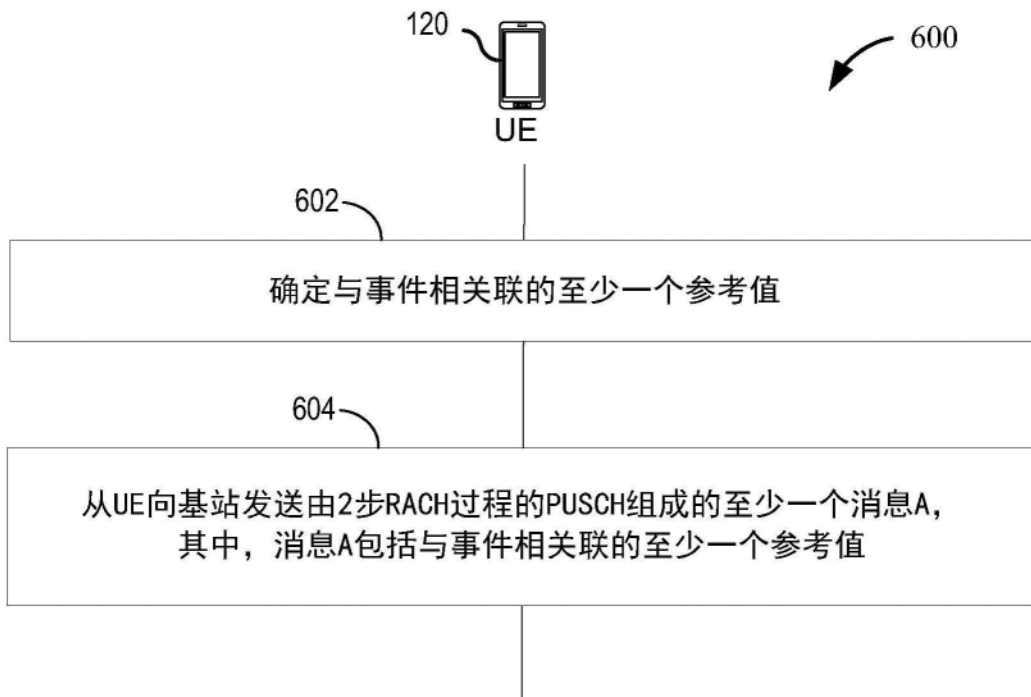 120
600
UE
602
确定与事件相关联的至少一个参考值
604
从UE向基站发送由2步RACH过程的PUSCH组成的至少一个消息A，
其中，消息A包括与事件相关联的至少一个参考值